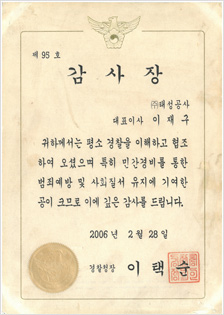 제 95 호
감 사 장
㈜태성공사
대표이사 이 재 구
귀하께서는 평소 경찰을 이해하고 협조
하여 오셨으며 특히 민간경비를 통한
범죄예방 및 사회질서 유지에 기여한
공이 크므로 이에 깊은 감사를 드립니다.
2006 년 2 월 28 일
경찰청장 이 택 순